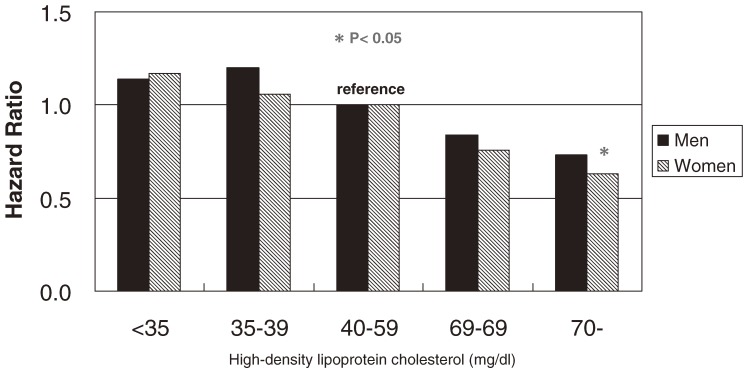 1.5
* P< 0.05
reference
1.0
Hazard Ratio
Men
Women
*
0.5
0.0
<35 35-39 40-59 69-69 70-
High-density lipoprotein cholesterol (mg/dl)